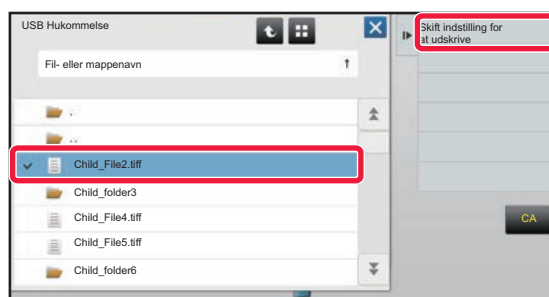 USB Hukommelse
Fil- eller mappenavn
.
..
Child_File2.tiff
Child_folder3
Child_File4.tiff
Child_File5.tiff
Child_folder6
Skift indstilling for
at udskrive
CA